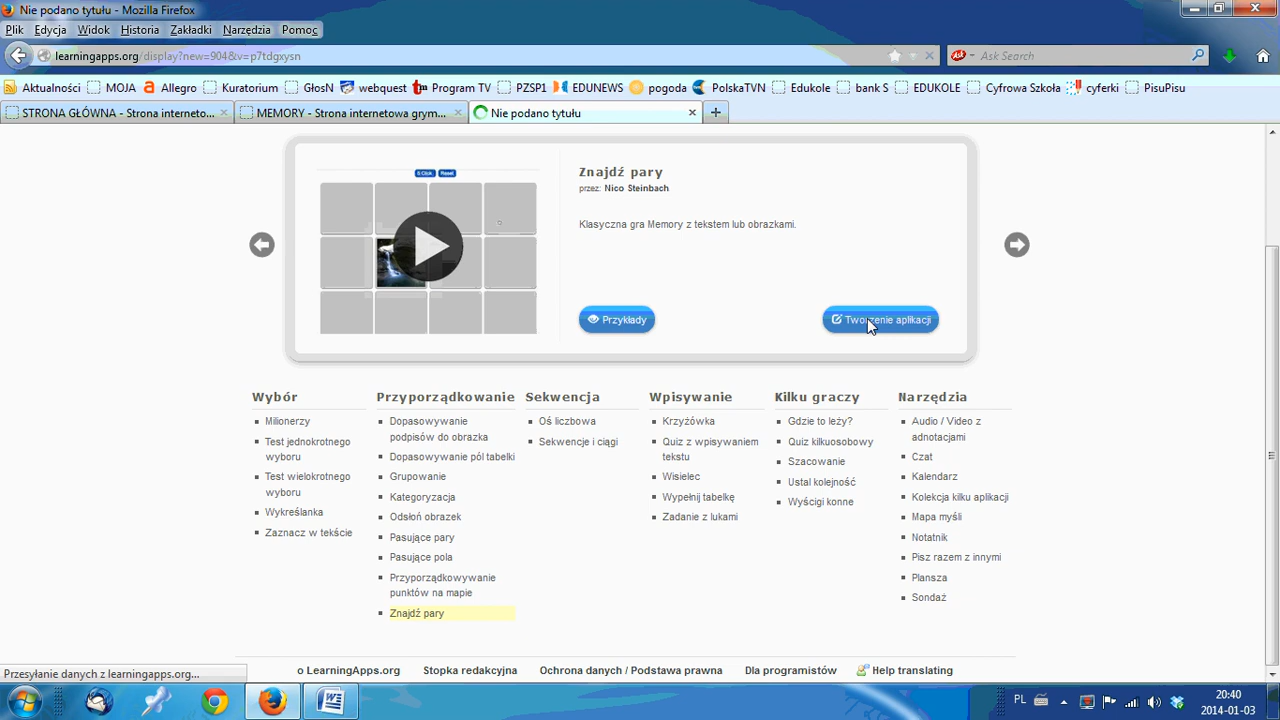 Nie podano tytułu - Mozilla Firefox
Plik Edycja Widok Historia Zakładki Narzędzia Pomoc
learningapps.org/display?new=904&tv=p7tdgxysn
Ask Search
Aktualności MOJA Allegro Kuratorium GłosN webquest Program TV PZSP1 EDUNEWS pogoda PolskaTVN Edukole bank S EDUKOLE Cyfrowa Szkoła cyferki PisuPisu
STRONA GŁÓWNA - Strona interneto... MEMORY - Strona internetowa grym... Nie podano tytułu
Reset
Znajdź pary
przez: Nico Steinbach
Klasyczna gra Memory z tekstem lub obrazkami.
Przykłady
Tworzenie aplikacji
Wybór
Milionerzy
Test jednokrotnego
wyboru
Test wielokrotnego
wyboru
Wykreślanka
Zaznacz w tekście
Przyporządkowanie
Dopasowywanie
podpisów do obrazka
Dopasowywanie pól tabelki
Grupowanie
Kategoryzacja
Odsłoń obrazek
Pasujące pary
Pasujące pola
Przyporządkowywanie
punktów na mapie
Znajdź pary
Sekwencja
Oś liczbowa
Sekwencje i ciągi
Wpisywanie
Krzyżówka
Quiz z wpisywaniem
tekstu
Wisielec
Wypełnij tabelkę
Zadanie z lukami
Kilku graczy
Gdzie to leży?
Quiz kilkuosobowy
Szacowanie
Ustal kolejność
Wyścigi konne
Narzędzia
Audio / Video z
adnotacjami
Czat
Kalendarz
Kolekcja kilku aplikacji
Mapa myśli
Notatnik
Pisz razem z innymi
Plansza
Sondaż
Przesyłanie danych z learningapps.org...
o LearningApps.org Stopka redakcyjna Ochrona danych / Podstawa prawna Dla programistów Help translating
PL
20:40
2014-01-03